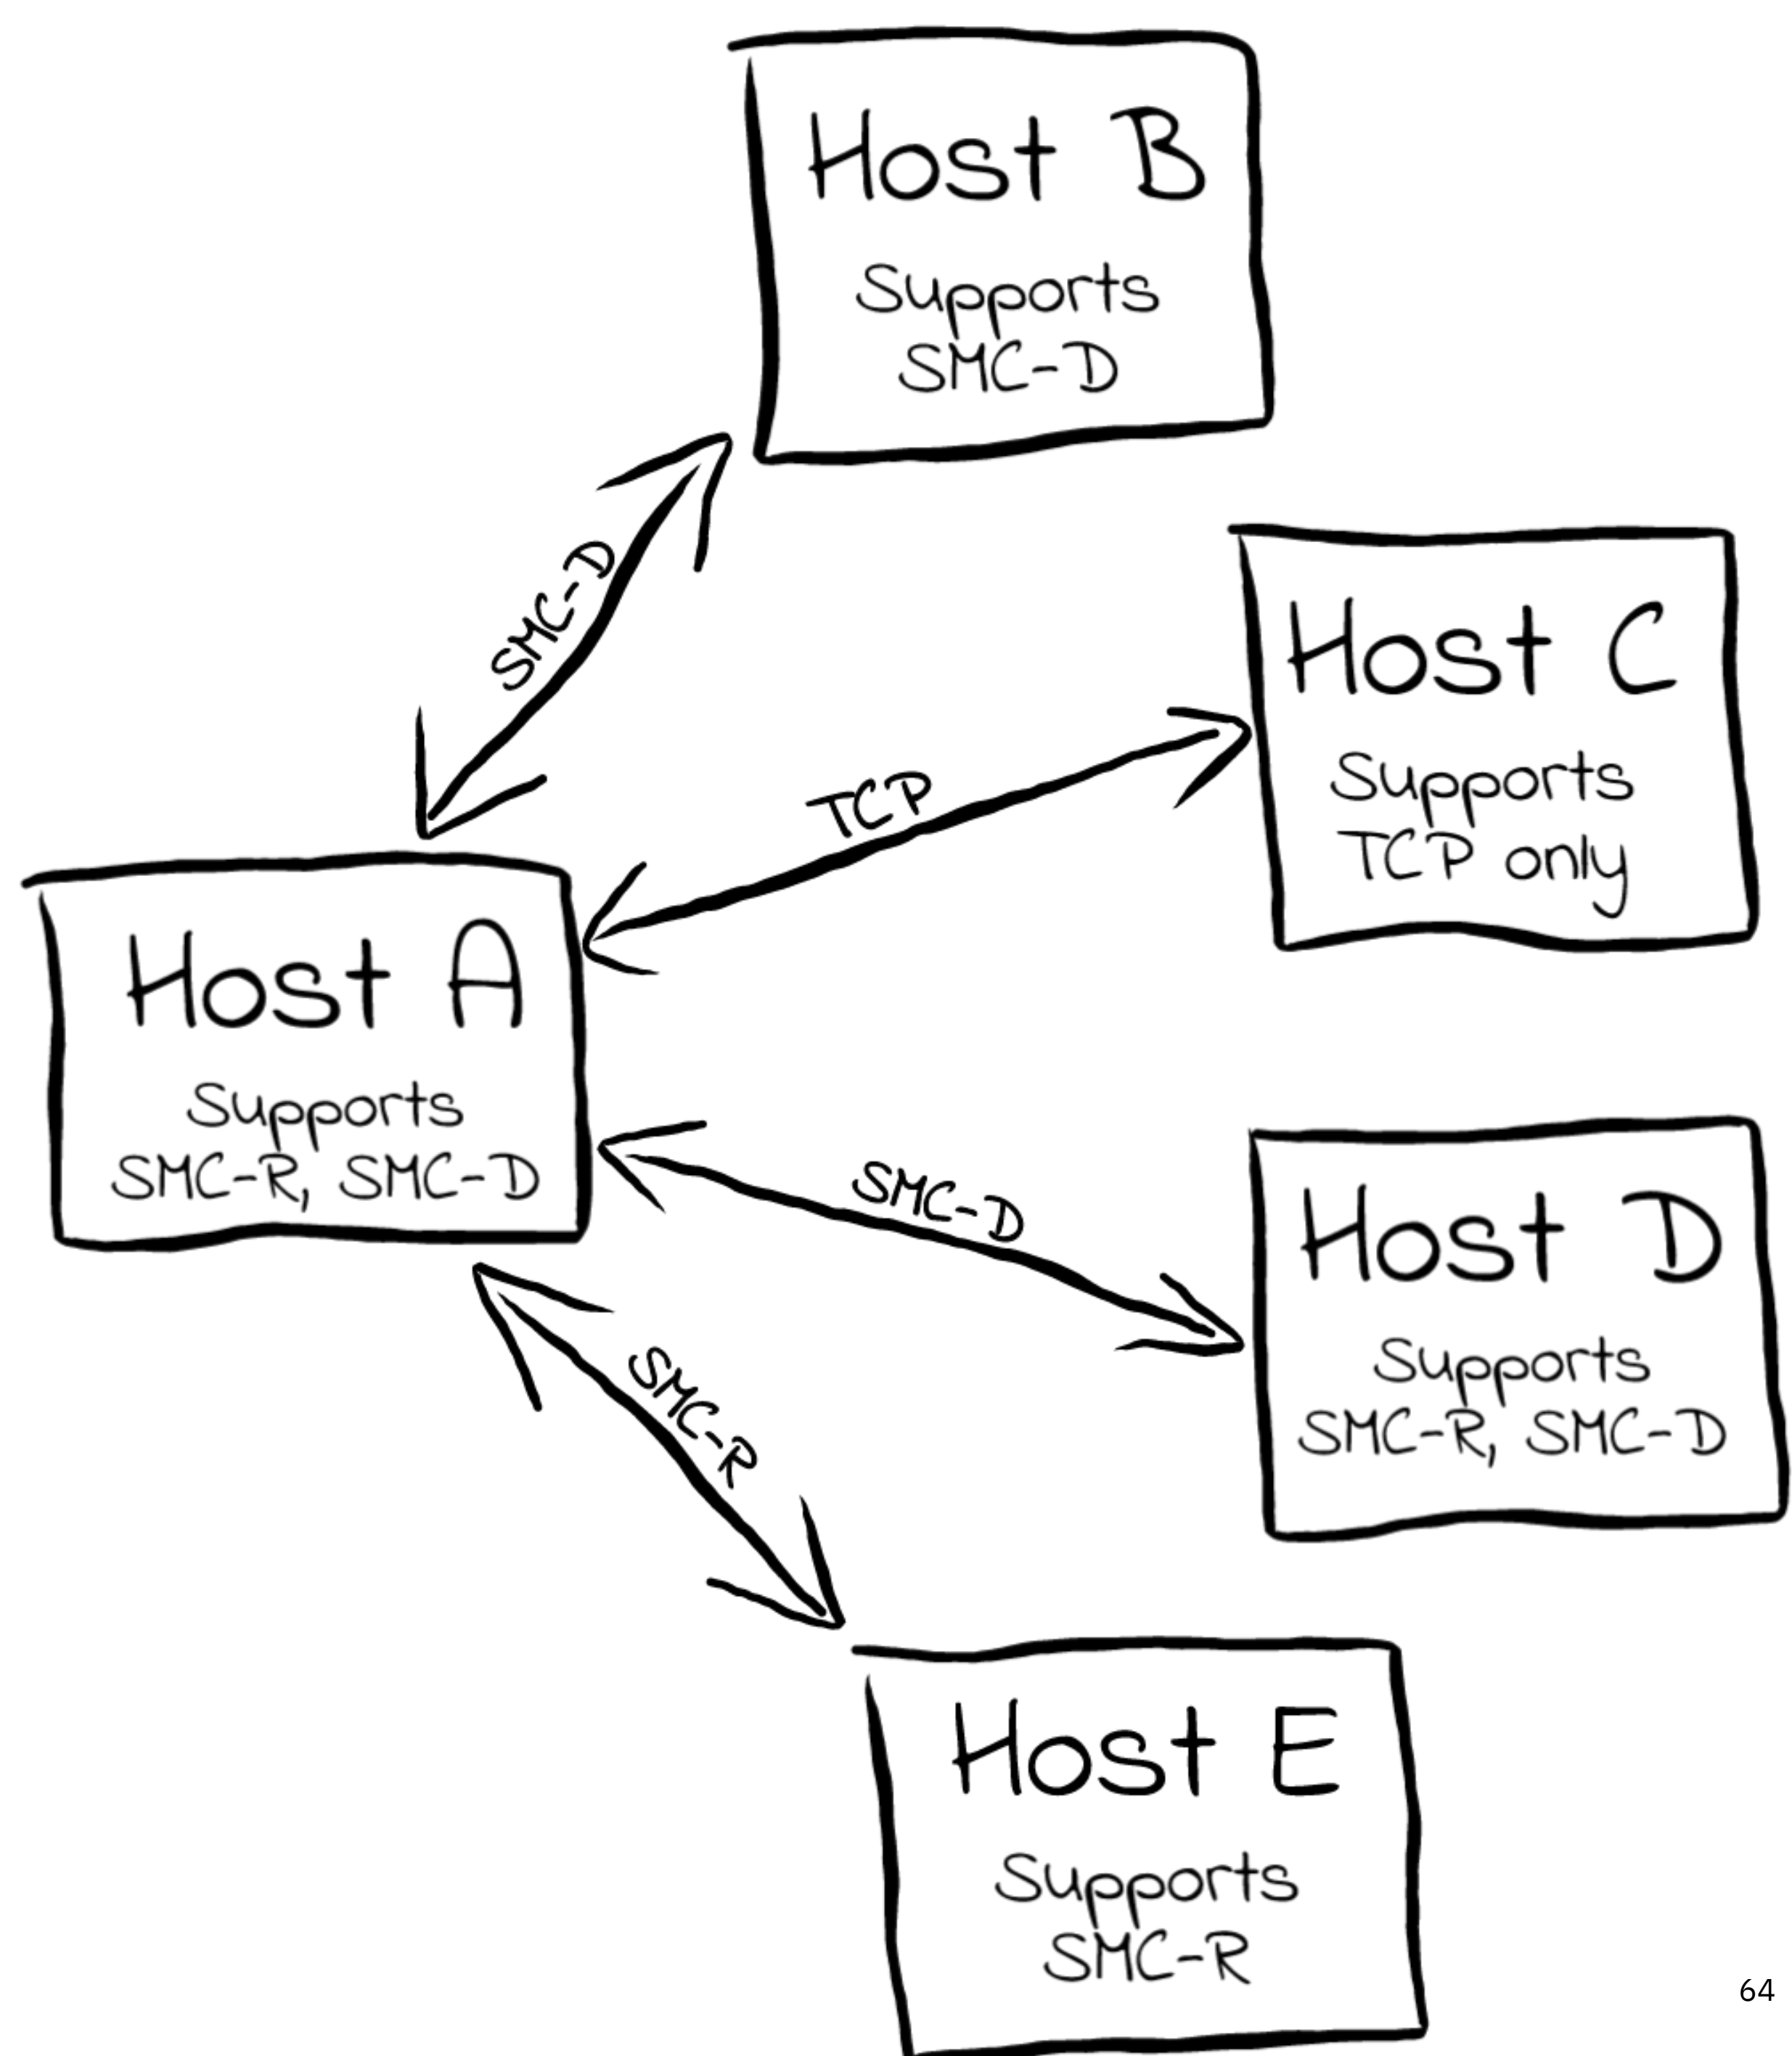 Host B
Supports
SMC-D
SMC-D
Host C
Supports
TCP only
TCP
Host A
Supports
SMC-R, SMC-D
SMC-D
Host D
Supports
SMC-R, SMC-D
SMC-R
Host E
Supports
SMC-R
64